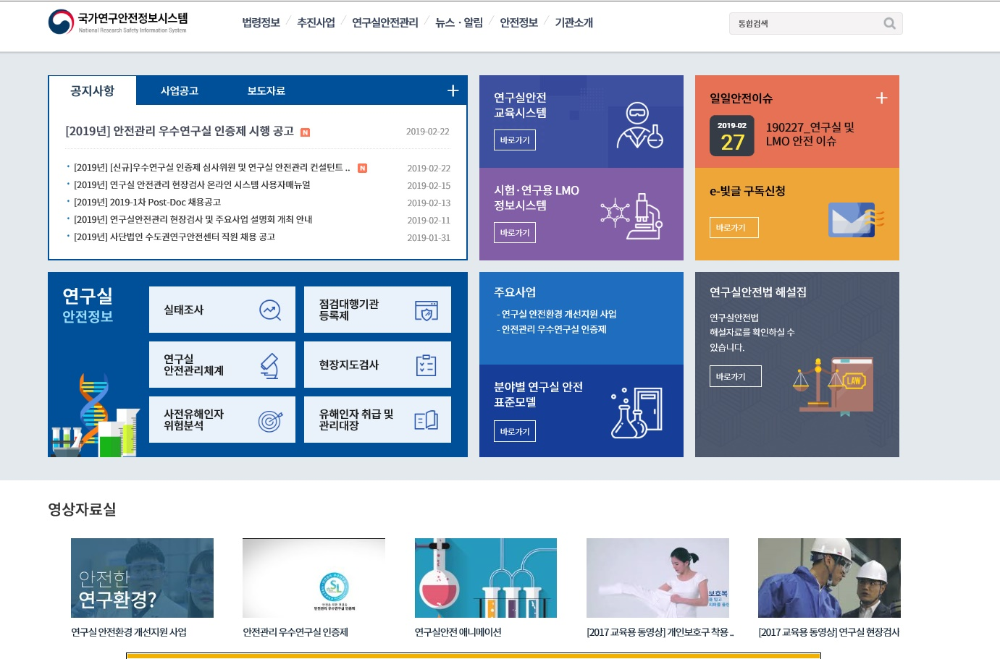 국가연구안전정보시스템
National Research Safety Information System
법령정보 / 추진사업 / 연구실안전관리 / 뉴스 · 알림 / 안전정보 / 기관소개
통합검색
공지사항
사업공고
보도자료
[2019년] 안전관리 우수연구실 인증제 시행 공고 N 2019-02-22
[2019년] [신규]우수연구실 인증제 심사위원 및 연구실 안전관리 컨설턴트 .. N 2019-02-22
[2019년] 연구실 안전관리 현장검사 온라인 시스템 사용자매뉴얼 2019-02-15
[2019년] 2019-1차 Post-Doc 채용공고 2019-02-13
[2019년] 연구실안전관리 현장검사 및 주요사업 설명회 개최 안내 2019-02-11
[2019년] 사단법인 수도권연구안전센터 직원 채용 공고 2019-01-31
연구실안전
교육시스템
바로가기
시험·연구용 LMO
정보시스템
바로가기
일일안전이슈
2019-02
27
190227_연구실 및
LMO 안전 이슈
e-빛글 구독신청
바로가기
연구실
안전정보
실태조사
점검대행기관
등록제
연구실
안전관리체계
현장지도검사
사전유해인자
위험분석
유해인자 취급 및
관리대장
주요사업
- 연구실 안전환경 개선지원 사업
- 안전관리 우수연구실 인증제
분야별 연구실 안전
표준모델
바로가기
연구실안전법 해설집
연구실안전법
해설자료를 확인하실 수
있습니다.
바로가기
LAW
영상자료실
안전한
연구환경?
SL
안전관리 우수연구실 인증제
보호복
연구실 안전환경 개선지원 사업
안전관리 우수연구실 인증제
연구실안전 애니메이션
[2017 교육용 동영상] 개인보호구 착용 ..
[2017 교육용 동영상] 연구실 현장검사